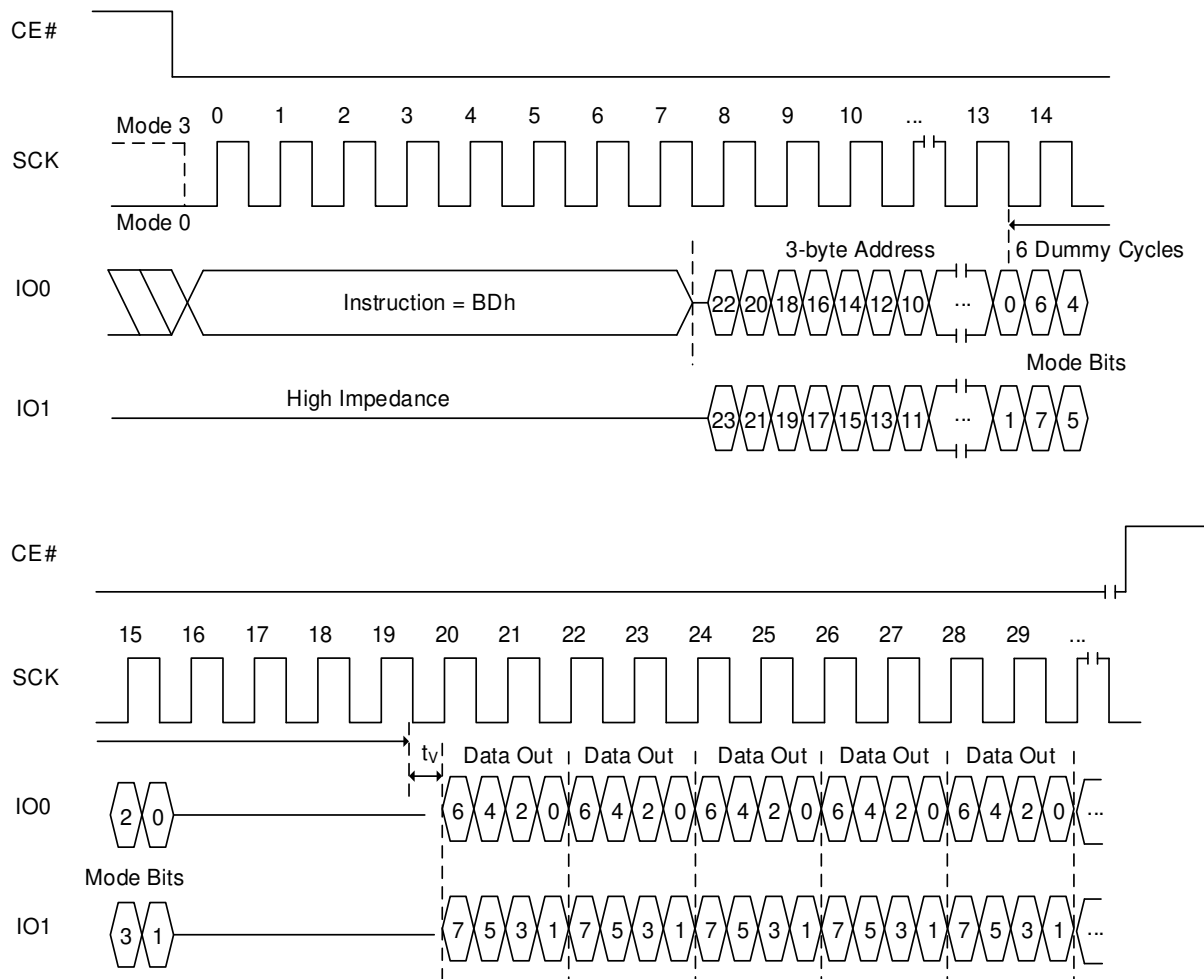 CE#
0 1 2 3 4 5 6 7 8 9 10 ... 13 14
Mode 3
SCK
Mode 0
3-byte Address 6 Dummy Cycles
IO0
Instruction = BDh 22 20 18 16 14 12 10 ... 0 6 4
Mode Bits
IO1
High Impedance 23 21 19 17 15 13 11 ... 1 7 5
CE#
15 16 17 18 19 20 21 22 23 24 25 26 27 28 29 ...
SCK
tV Data Out Data Out Data Out Data Out Data Out
IO0
2 0 6 4 2 0 6 4 2 0 6 4 2 0 6 4 2 0 6 4 2 0 ...
Mode Bits
IO1
3 1 7 5 3 1 7 5 3 1 7 5 3 1 7 5 3 1 7 5 3 1 ...